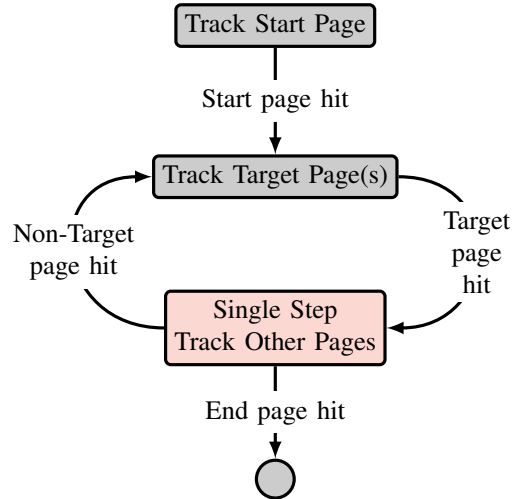 Track Start Page
Start page hit
Track Target Page(s)
Non-Target
page hit
Target
page
hit
Single Step
Track Other Pages
End page hit